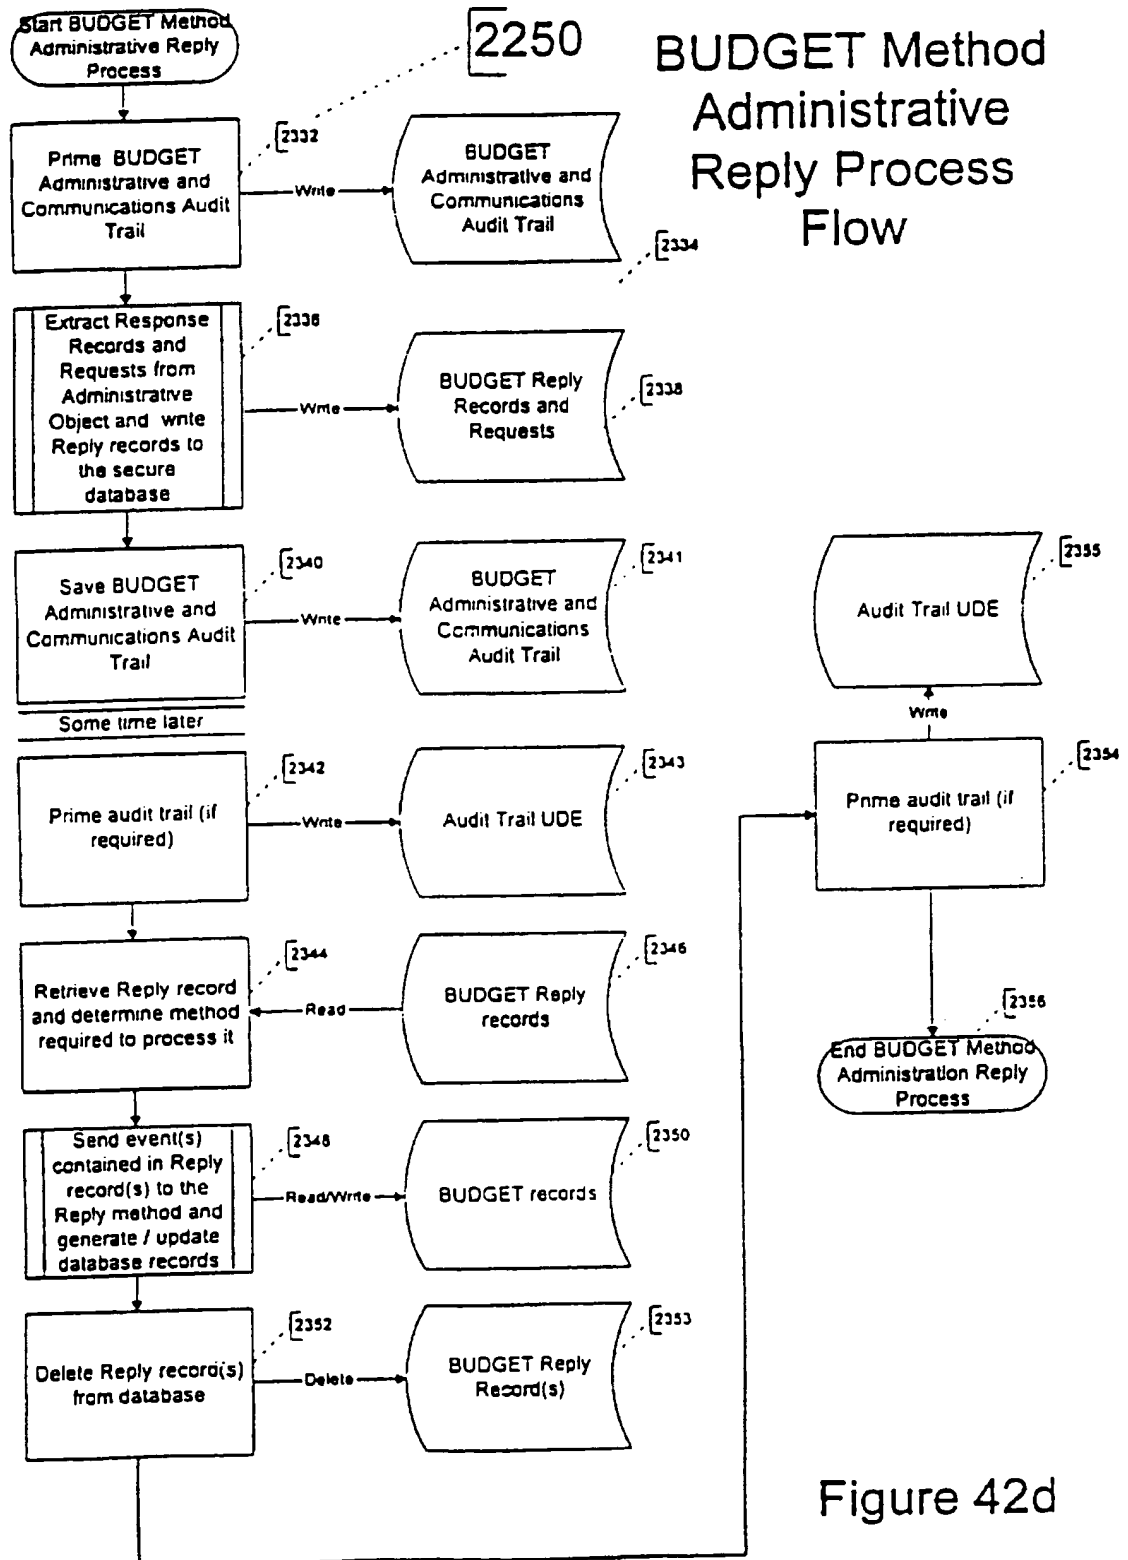 Start BUDGET Method
Administrative Reply
Process
2250
BUDGET Method
Administrative
Reply Process
Flow
Prime BUDGET
Administrative and
Communications Audit
Trail
2332
Write
BUDGET
Administrative and
Communications
Audit Trail
2334
Extract Response
Records and
Requests from
Administrative
Object and write
Reply records to
the secure
database
2336
Write
BUDGET Reply
Records and
Requests
2338
Save BUDGET
Administrative and
Communications Audit
Trail
2340
Write
BUDGET
Administrative and
Communications
Audit Trail
2341
Some time later
Prime audit trail (if
required)
2342
Write
Audit Trail UDE
2343
Retrieve Reply record
and determine method
required to process it
2344
Read
BUDGET Reply
records
2346
Send event(s)
contained in Reply
record(s) to the
Reply method and
generate / update
database records
2348
Read/Write
BUDGET records
2350
Delete Reply record(s)
from database
2352
Delete
BUDGET Reply
Record(s)
2353
Audit Trail UDE
2355
Write
Prime audit trail (if
required)
2354
End BUDGET Method
Administration Reply
Process
2356
Figure 42d